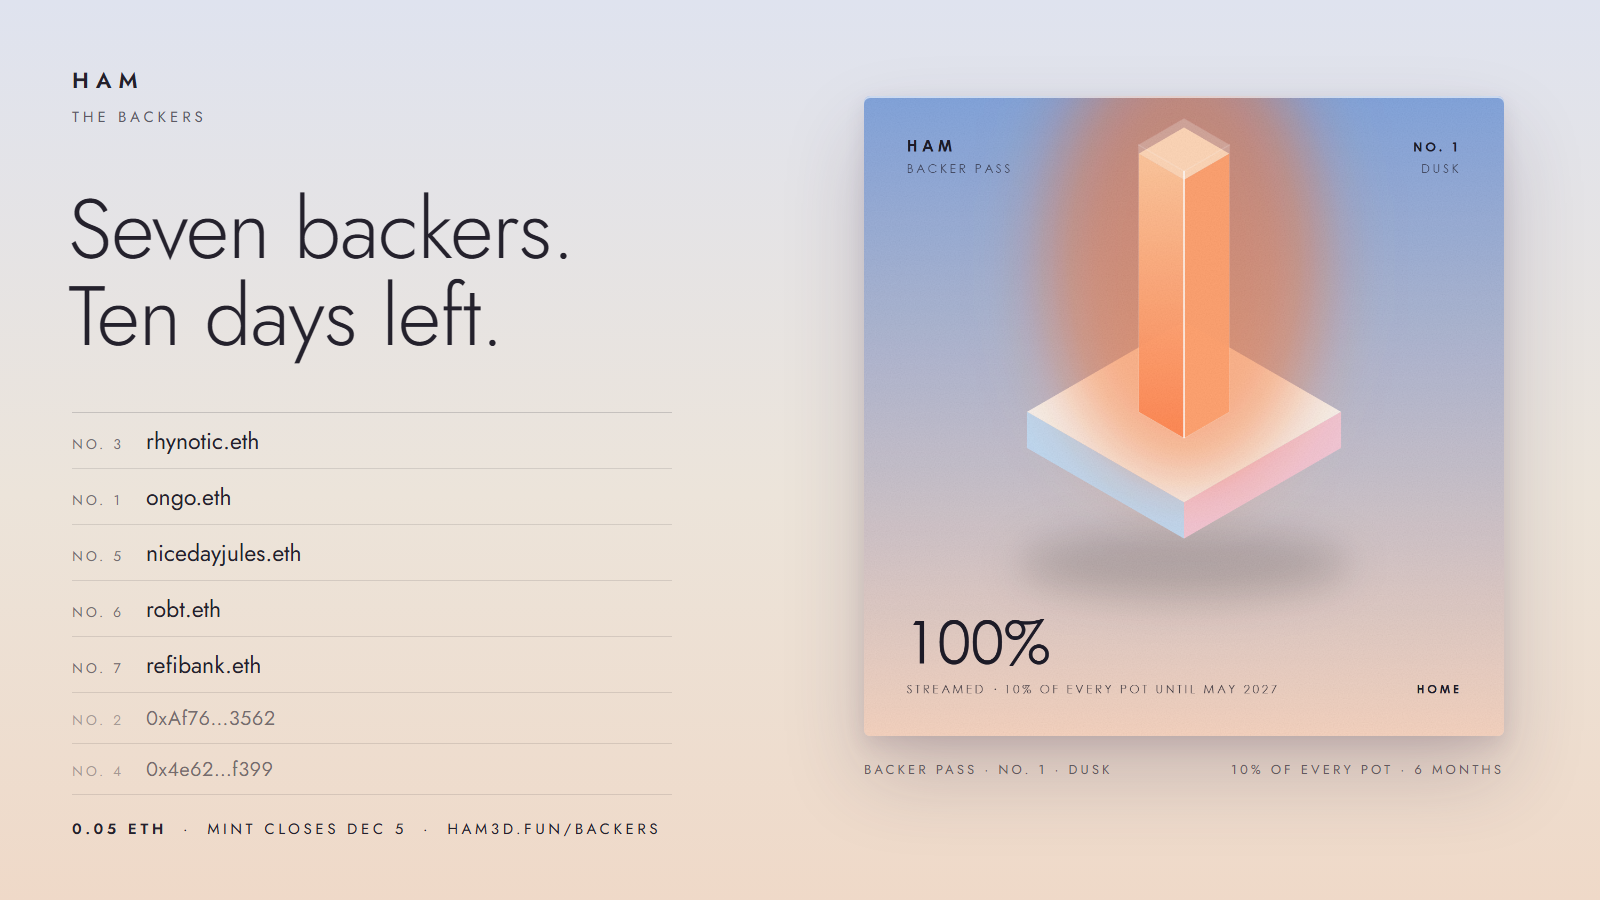 HAM
THE BACKERS
Seven backers.
Ten days left.
NO. 3 rhynotic.eth
NO. 1 ongo.eth
NO. 5 nicedayjules.eth
NO. 6 robt.eth
NO. 7 refibank.eth
NO. 2 0xAf76...3562
NO. 4 0x4e62...f399
0.05 ETH · MINT CLOSES DEC 5 · HAM3D.FUN/BACKERS
HAM
BACKER PASS
NO. 1
DUSK
100%
STREAMED · 10% OF EVERY POT UNTIL MAY 2027
HOME
BACKER PASS · NO. 1 · DUSK
10% OF EVERY POT · 6 MONTHS